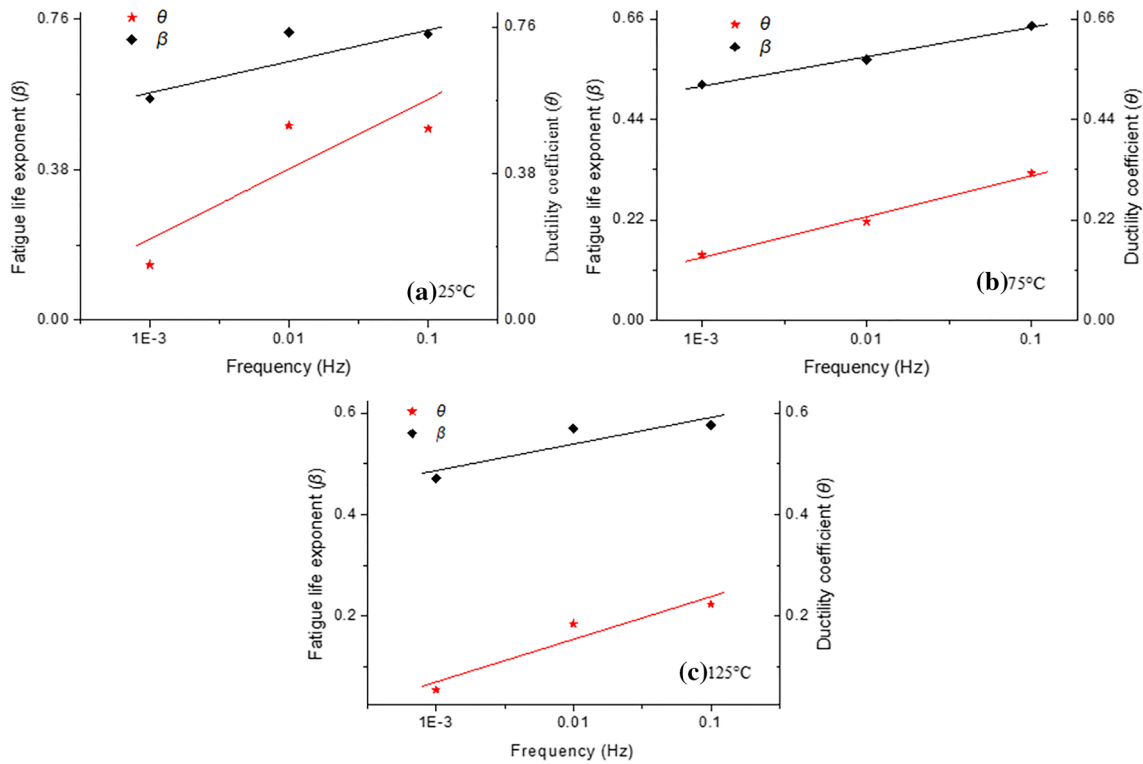 0.76
0.38
0.00
Fatigue life exponent (β)
θ
β
0.76
0.38
0.00
Ductility coefficient (θ)
(a) 25°C
1E-3 0.01 0.1
Frequency (Hz)
0.66
0.44
0.22
0.00
Fatigue life exponent (β)
θ
β
0.66
0.44
0.22
0.00
Ductility coefficient (θ)
(b) 75°C
1E-3 0.01 0.1
Frequency (Hz)
0.6
0.4
0.2
Fatigue life exponent (β)
θ
β
0.6
0.4
0.2
Ductility coefficient (θ)
(c) 125°C
1E-3 0.01 0.1
Frequency (Hz)